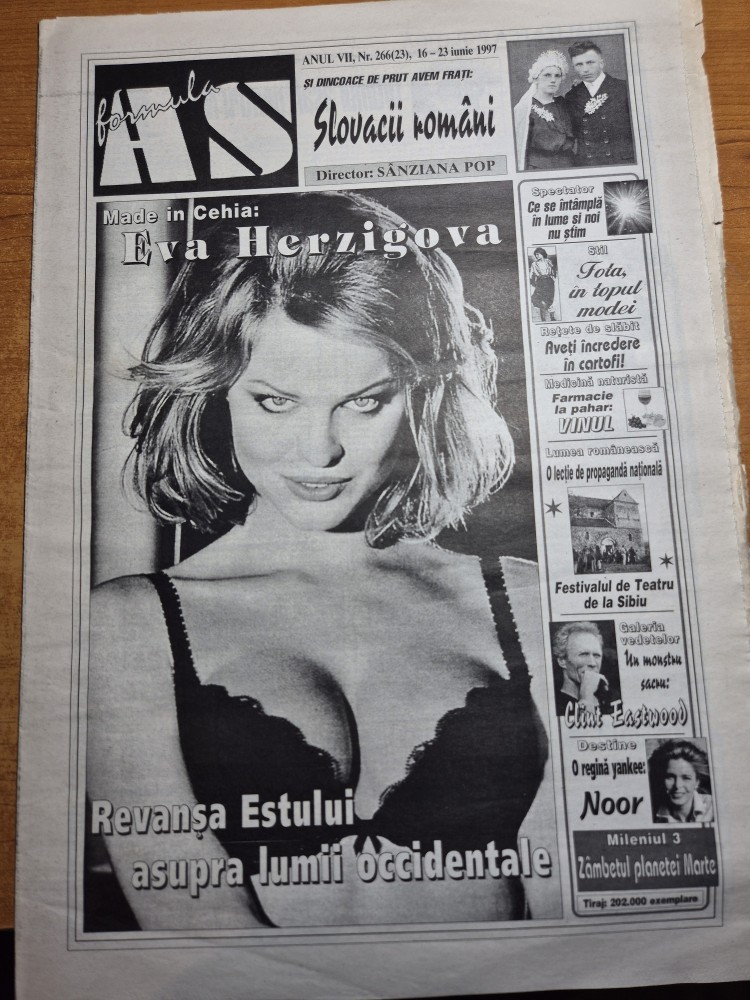 formula
AS
ANUL VII, Nr. 266(23), 16 – 23 iunie 1997
ȘI DINCOACE DE PRUT AVEM FRAȚI:
Slovacii români
Director: SÂNZIANA POP
Made in Cehia:
Eva Herzigova
Revanșa Estului
asupra lumii occidentale
Spectator
Ce se întâmplă
în lume și noi
nu știm
Stil
Fota,
în topul
modei
Rețete de slăbit
Aveți încredere
în cartofi!
Medicină naturistă
Farmacie
la pahar:
VINUL
Lumea românească
O lecție de propagandă națională
Festivalul de Teatru
de la Sibiu
Galeria
vedetelor
Un monstru
sacru:
Clint Eastwood
Destine
O regină yankee:
Noor
Mileniul 3
Zâmbetul planetei Marte
Tiraj: 202.000 exemplare